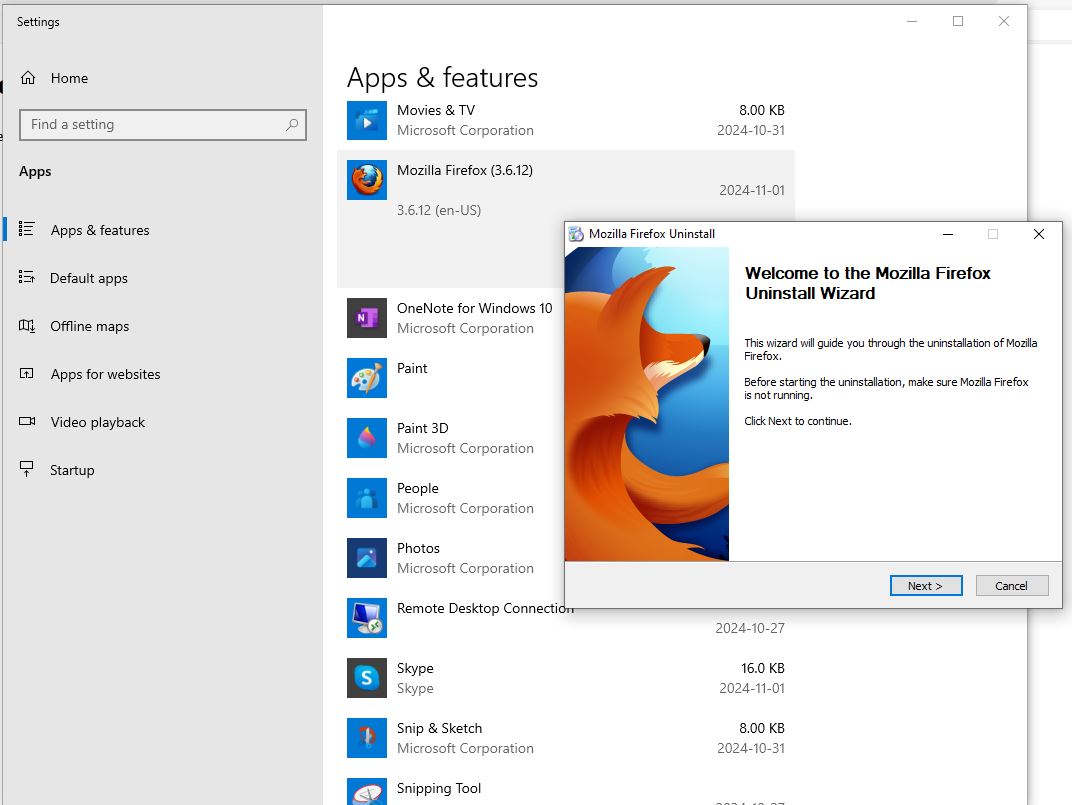 Settings
Home
Find a setting
Apps
Apps & features
Default apps
Offline maps
Apps for websites
Video playback
Startup
Apps & features
Movies & TV 8.00 KB
Microsoft Corporation 2024-10-31
Mozilla Firefox (3.6.12)
2024-11-01
3.6.12 (en-US)
OneNote for Windows 10
Microsoft Corporation
Paint
Paint 3D
Microsoft Corporation
People
Microsoft Corporation
Photos
Microsoft Corporation
Remote Desktop Connection
2024-10-27
Skype 16.0 KB
Skype 2024-11-01
Snip & Sketch 8.00 KB
Microsoft Corporation 2024-10-31
Snipping Tool
Mozilla Firefox Uninstall
Welcome to the Mozilla Firefox
Uninstall Wizard
This wizard will guide you through the uninstallation of Mozilla
Firefox.
Before starting the uninstallation, make sure Mozilla Firefox
is not running.
Click Next to continue.
Next >
Cancel